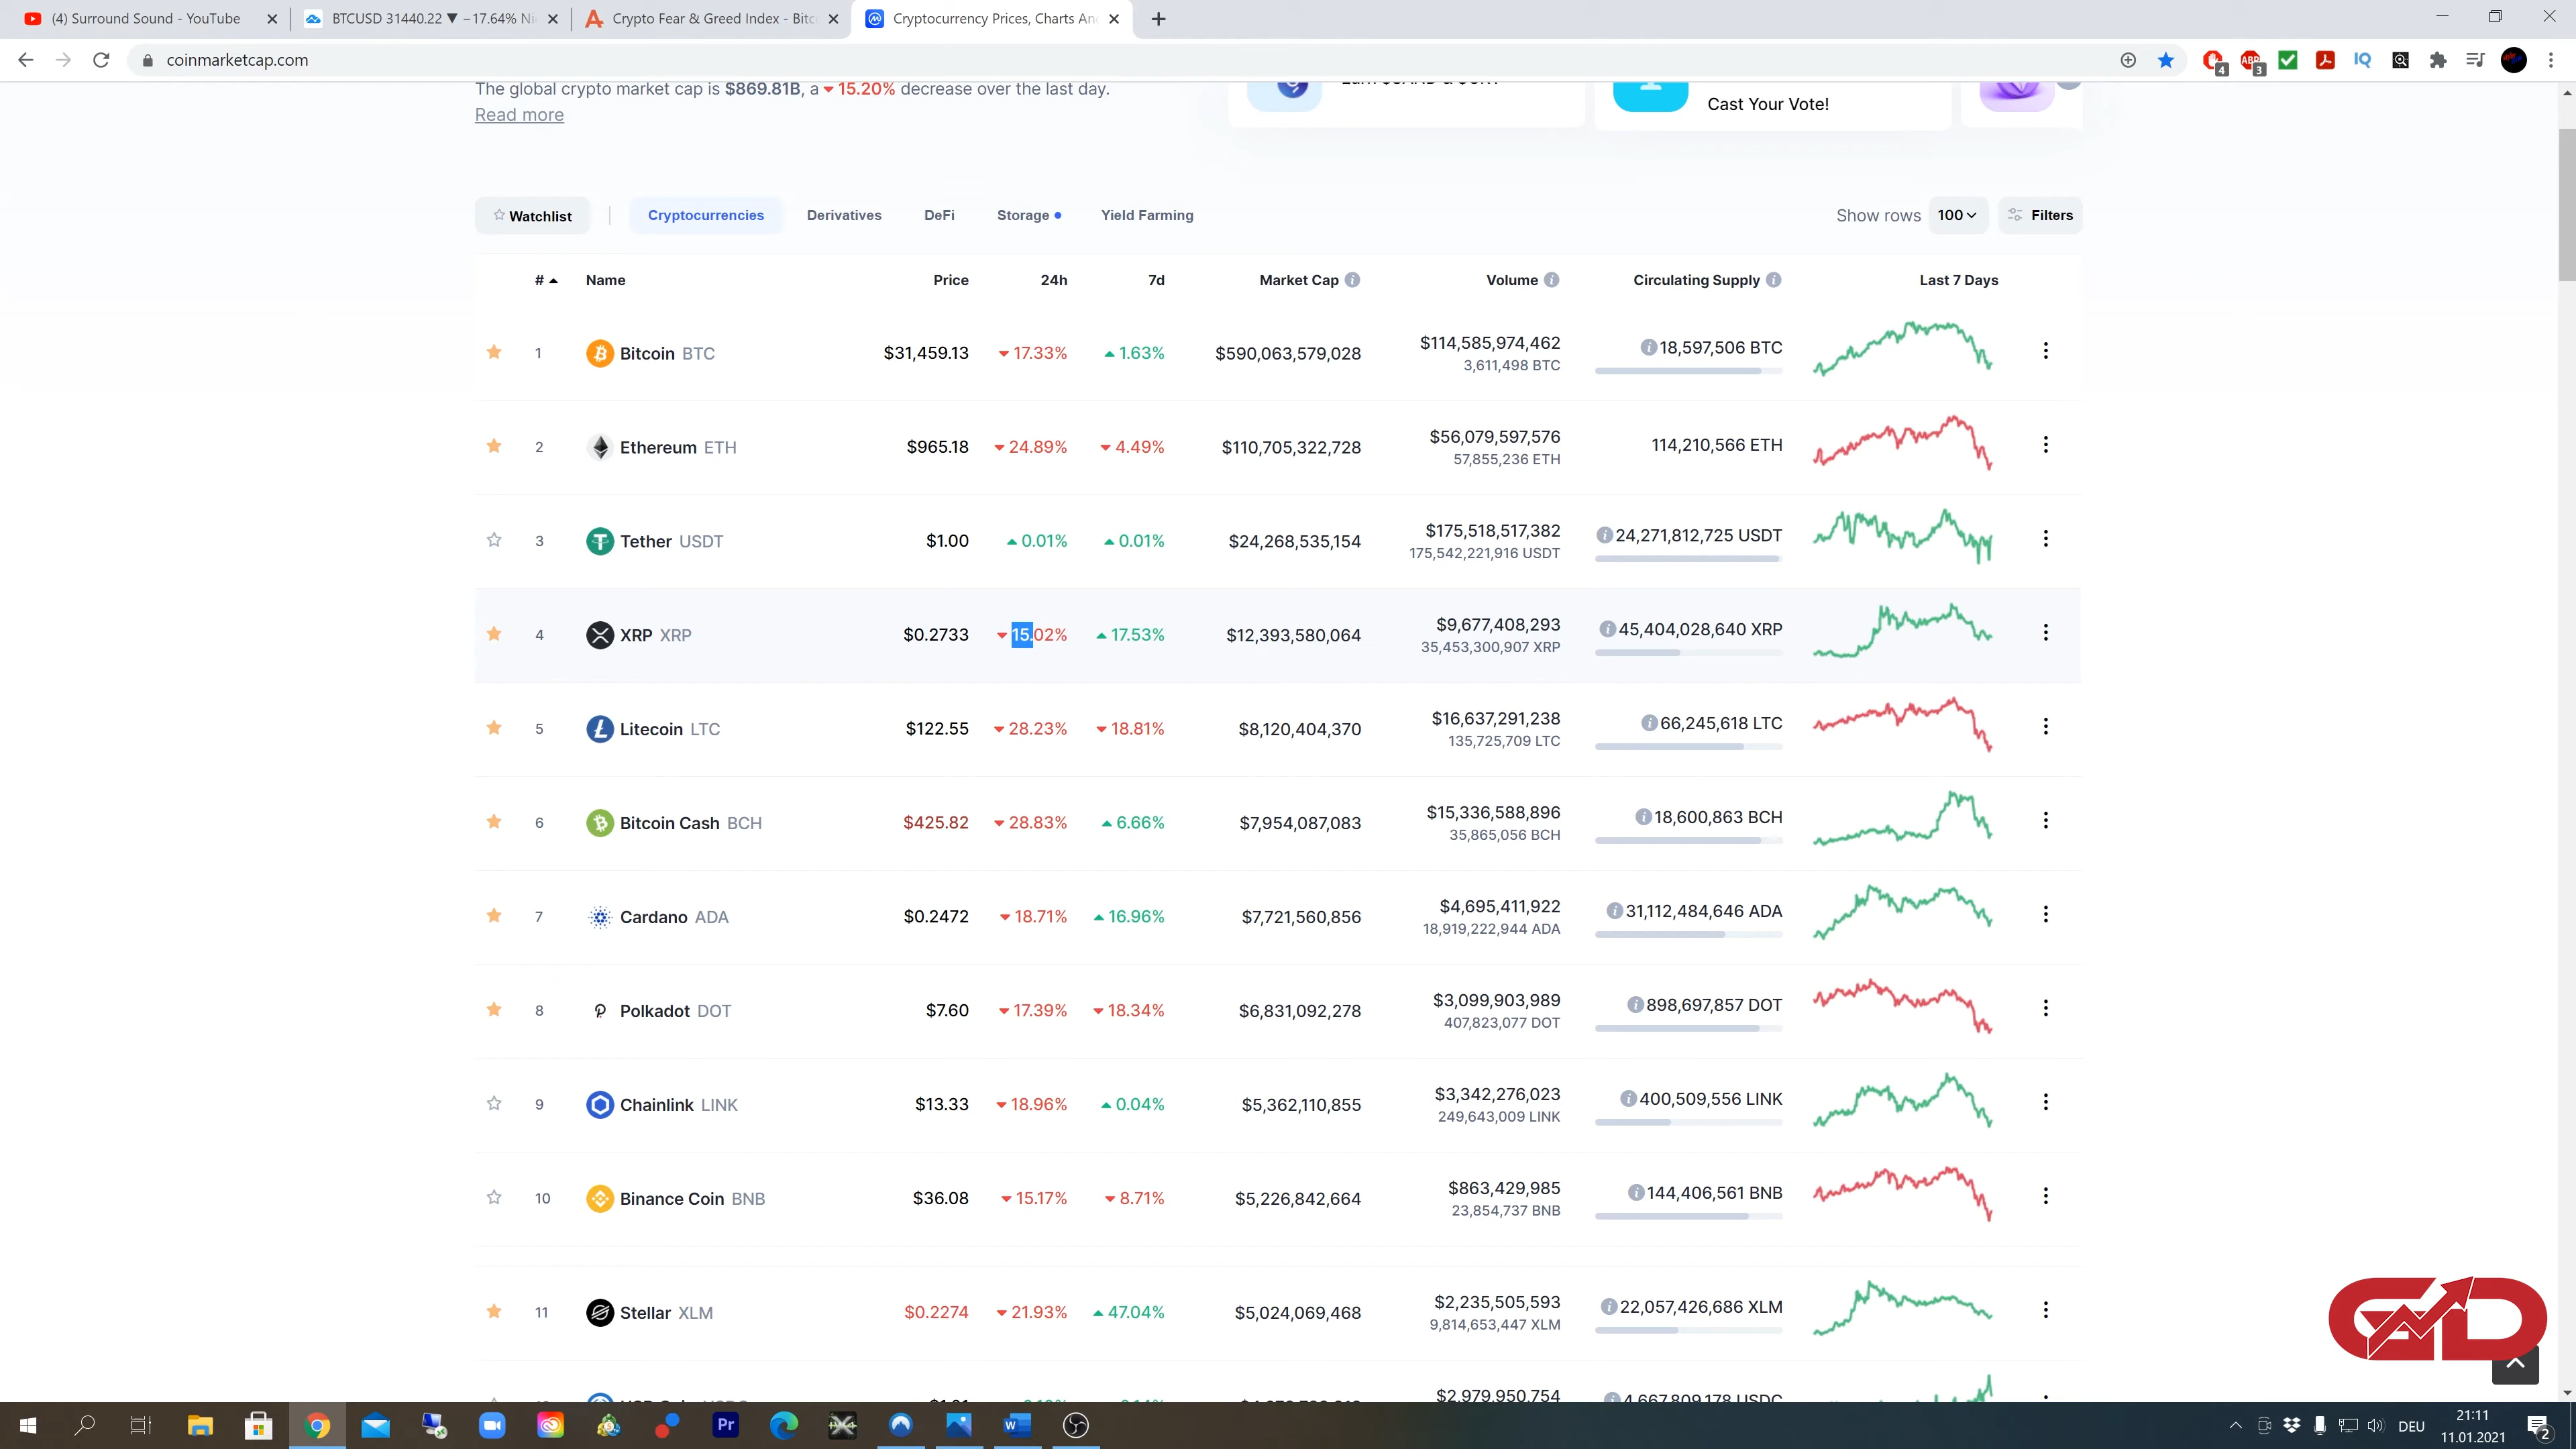 (4) Surround Sound - YouTube
BTCUSD 31440.22 ▼ −17.64%
Crypto Fear & Greed Index -
Cryptocurrency Prices, Charts
coinmarketcap.com
4
ABP 3
IQ
The global crypto market cap is $869.81B, a ▼ 15.20% decrease over the last day.
Read more
Cast Your Vote!
Watchlist | Cryptocurrencies Derivatives DeFi Storage Yield Farming Show rows 100 Filters
# Name Price 24h 7d Market Cap Volume Circulating Supply Last 7 Days
1 Bitcoin BTC $31,459.13 17.33% 1.63% $590,063,579,028 $114,585,974,462 18,597,506 BTC
3,611,498 BTC
2 Ethereum ETH $965.18 24.89% 4.49% $110,705,322,728 $56,079,597,576 114,210,566 ETH
57,855,236 ETH
3 Tether USDT $1.00 0.01% 0.01% $24,268,535,154 $175,518,517,382 24,271,812,725 USDT
175,542,221,916 USDT
4 XRP XRP $0.2733 15.02% 17.53% $12,393,580,064 $9,677,408,293 45,404,028,640 XRP
35,453,300,907 XRP
5 Litecoin LTC $122.55 28.23% 18.81% $8,120,404,370 $16,637,291,238 66,245,618 LTC
135,725,709 LTC
6 Bitcoin Cash BCH $425.82 28.83% 6.66% $7,954,087,083 $15,336,588,896 18,600,863 BCH
35,865,056 BCH
7 Cardano ADA $0.2472 18.71% 16.96% $7,721,560,856 $4,695,411,922 31,112,484,646 ADA
18,919,222,944 ADA
8 Polkadot DOT $7.60 17.39% 18.34% $6,831,092,278 $3,099,903,989 898,697,857 DOT
407,823,077 DOT
9 Chainlink LINK $13.33 18.96% 0.04% $5,362,110,855 $3,342,276,023 400,509,556 LINK
249,643,009 LINK
10 Binance Coin BNB $36.08 15.17% 8.71% $5,226,842,664 $863,429,985 144,406,561 BNB
23,854,737 BNB
11 Stellar XLM $0.2274 21.93% 47.04% $5,024,069,468 $2,235,505,593 22,057,426,686 XLM
9,814,653,447 XLM
$2,979,950,754 4,667,809,178 USDC
GD
Pr
W
DEU
21:11
11.01.2021
2